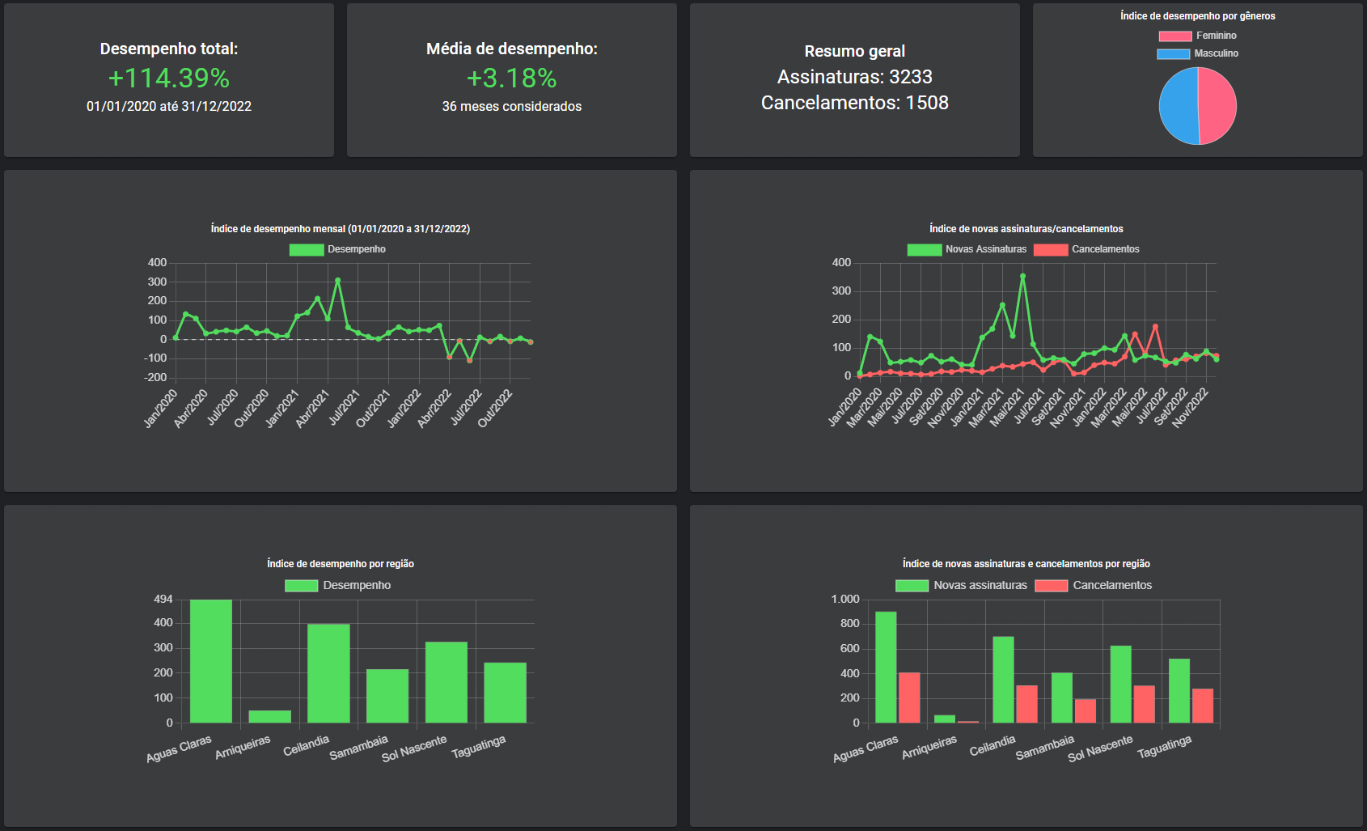 Desempenho total:
+114.39%
01/01/2020 até 31/12/2022
Média de desempenho:
+3.18%
36 meses considerados
Resumo geral
Assinaturas: 3233
Cancelamentos: 1508
Índice de desempenho por gêneros
Feminino
Masculino
Índice de desempenho mensal (01/01/2020 a 31/12/2022)
Desempenho
400
300
200
100
0
-100
-200
Jan/2020
Abr/2020
Jul/2020
Out/2020
Jan/2021
Abr/2021
Jul/2021
Out/2021
Jan/2022
Abr/2022
Jul/2022
Out/2022
Índice de novas assinaturas/cancelamentos
Novas Assinaturas
Cancelamentos
400
300
200
100
0
Jan/2020
Mar/2020
Mai/2020
Jul/2020
Set/2020
Nov/2020
Jan/2021
Mar/2021
Mai/2021
Jul/2021
Set/2021
Nov/2021
Jan/2022
Mar/2022
Mai/2022
Jul/2022
Set/2022
Nov/2022
Índice de desempenho por região
Desempenho
494
400
300
200
100
0
Aguas Claras
Arniqueiras
Ceilandia
Samambaia
Sol Nascente
Taguatinga
Índice de novas assinaturas e cancelamentos por região
Novas assinaturas
Cancelamentos
1.000
800
600
400
200
0
Aguas Claras
Arniqueiras
Ceilandia
Samambaia
Sol Nascente
Taguatinga